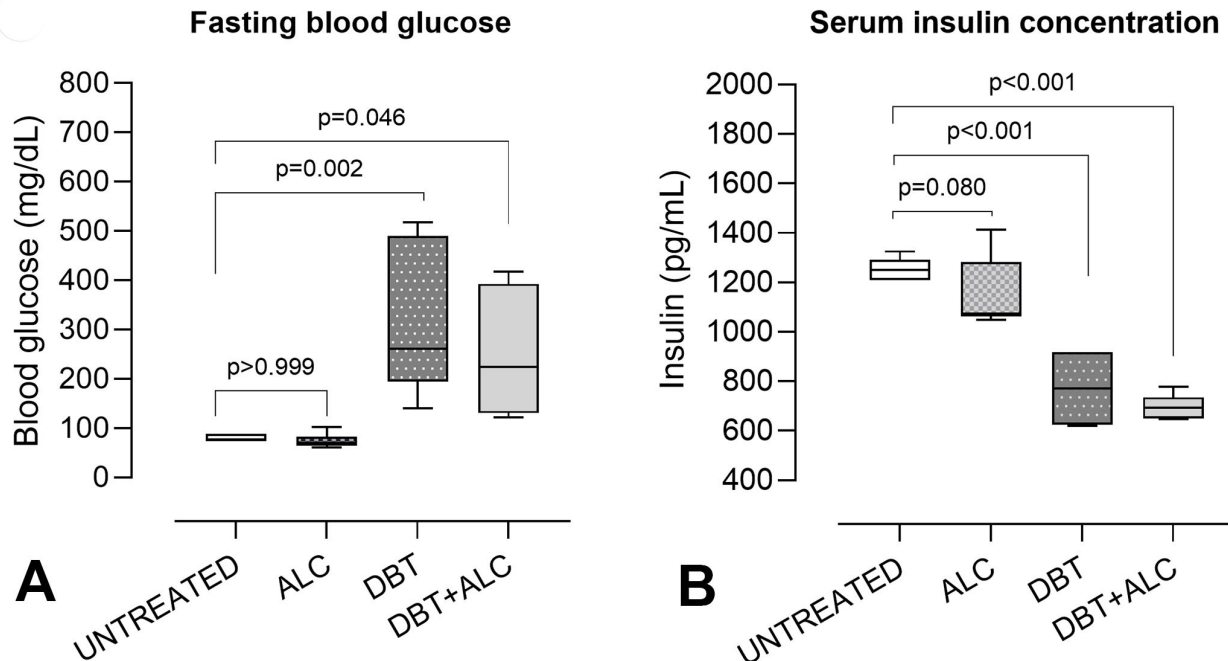 Fasting blood glucose
Blood glucose (mg/dL)
800
700
600
500
400
300
200
100
0
p=0.046
p=0.002
p>0.999
UNTREATED
ALC
DBT
DBT+ALC
A
Serum insulin concentration
Insulin (pg/mL)
2000
1800
1600
1400
1200
1000
800
600
400
p<0.001
p<0.001
p=0.080
UNTREATED
ALC
DBT
DBT+ALC
B